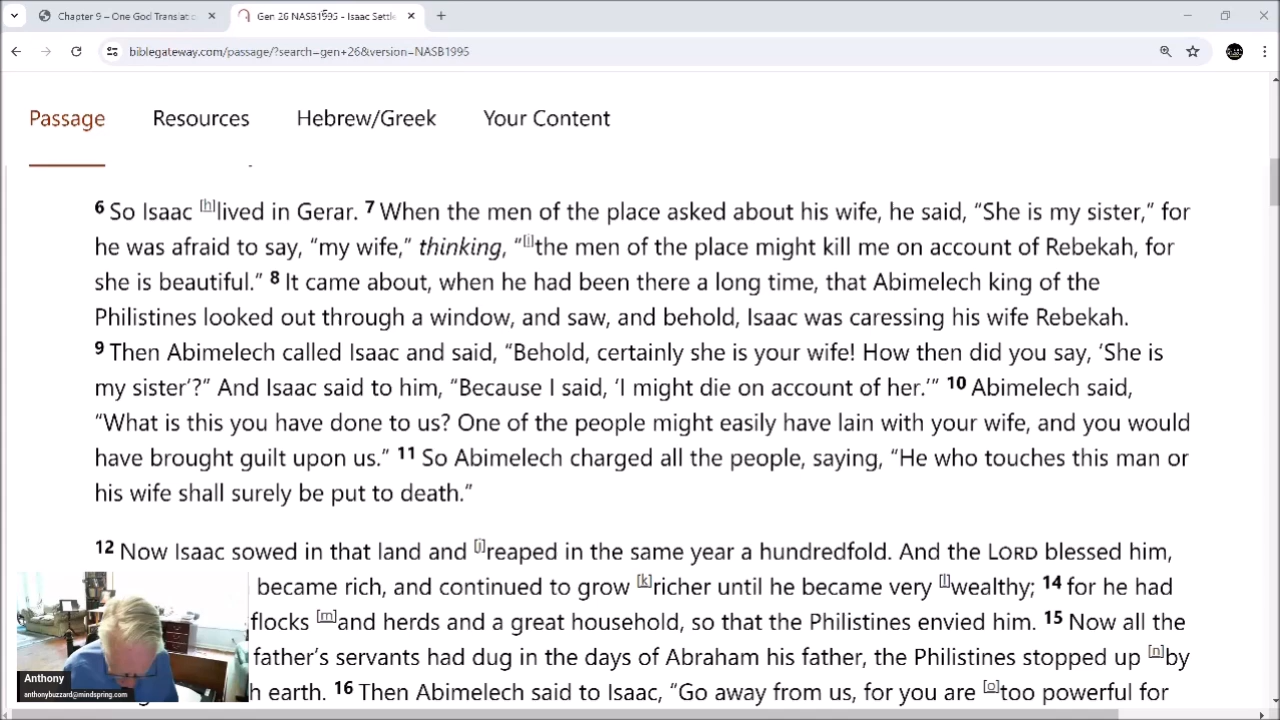 Chapter 9 – One God Translatic
Gen 26 NASB1995 - Isaac Settle
biblegateway.com/passage/?search=gen+26&version=NASB1995
Passage Resources Hebrew/Greek Your Content
6 So Isaac [h]lived in Gerar. 7 When the men of the place asked about his wife, he said, “She is my sister,” for
he was afraid to say, “my wife,” thinking, “[i]the men of the place might kill me on account of Rebekah, for
she is beautiful.” 8 It came about, when he had been there a long time, that Abimelech king of the
Philistines looked out through a window, and saw, and behold, Isaac was caressing his wife Rebekah.
9 Then Abimelech called Isaac and said, “Behold, certainly she is your wife! How then did you say, ‘She is
my sister’?” And Isaac said to him, “Because I said, ‘I might die on account of her.’” 10 Abimelech said,
“What is this you have done to us? One of the people might easily have lain with your wife, and you would
have brought guilt upon us.” 11 So Abimelech charged all the people, saying, “He who touches this man or
his wife shall surely be put to death.”
12 Now Isaac sowed in that land and [j]reaped in the same year a hundredfold. And the LORD blessed him,
became rich, and continued to grow [k]richer until he became very [l]wealthy; 14 for he had
flocks [m]and herds and a great household, so that the Philistines envied him. 15 Now all the
father’s servants had dug in the days of Abraham his father, the Philistines stopped up [n]by
h earth. 16 Then Abimelech said to Isaac, “Go away from us, for you are [o]too powerful for
Anthony
anthonybuzzard@mindspring.com